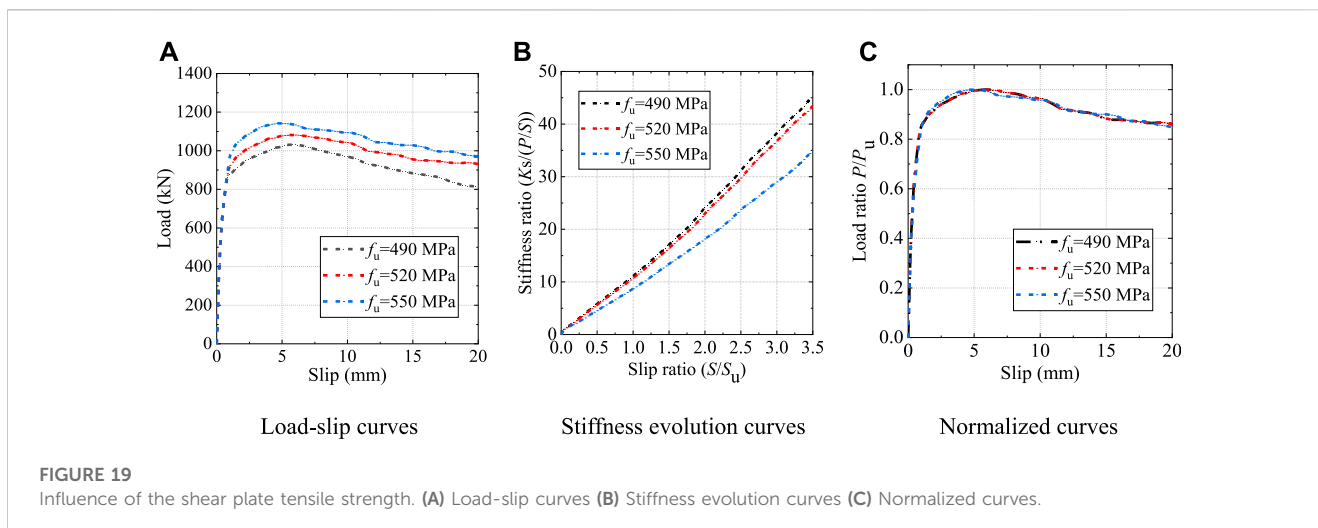 A
1400
1200
1000
800
600
400
200
0
Load (kN)
fu=490 MPa
fu=520 MPa
fu=550 MPa
0 5 10 15 20
Slip (mm)
Load-slip curves
B
50
40
30
20
10
0
Stiffness ratio (Ks/(P/S))
fu=490 MPa
fu=520 MPa
fu=550 MPa
0.0 0.5 1.0 1.5 2.0 2.5 3.0 3.5
Slip ratio (S/Su)
Stiffness evolution curves
C
1.0
0.8
0.6
0.4
0.2
0.0
Load ratio P/Pu
fu=490 MPa
fu=520 MPa
fu=550 MPa
0 5 10 15 20
Slip (mm)
Normalized curves
FIGURE 19
Influence of the shear plate tensile strength. (A) Load-slip curves (B) Stiffness evolution curves (C) Normalized curves.